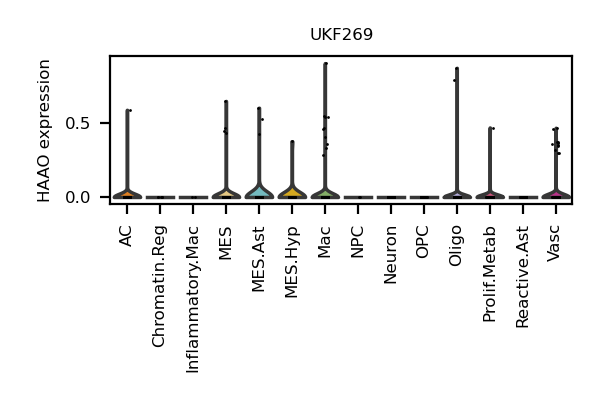 UKF269
HAAO expression
0.5
0.0
AC
Chromatin.Reg
Inflammatory.Mac
MES
MES.Ast
MES.Hyp
Mac
NPC
Neuron
OPC
Oligo
Prolif.Metab
Reactive.Ast
Vasc